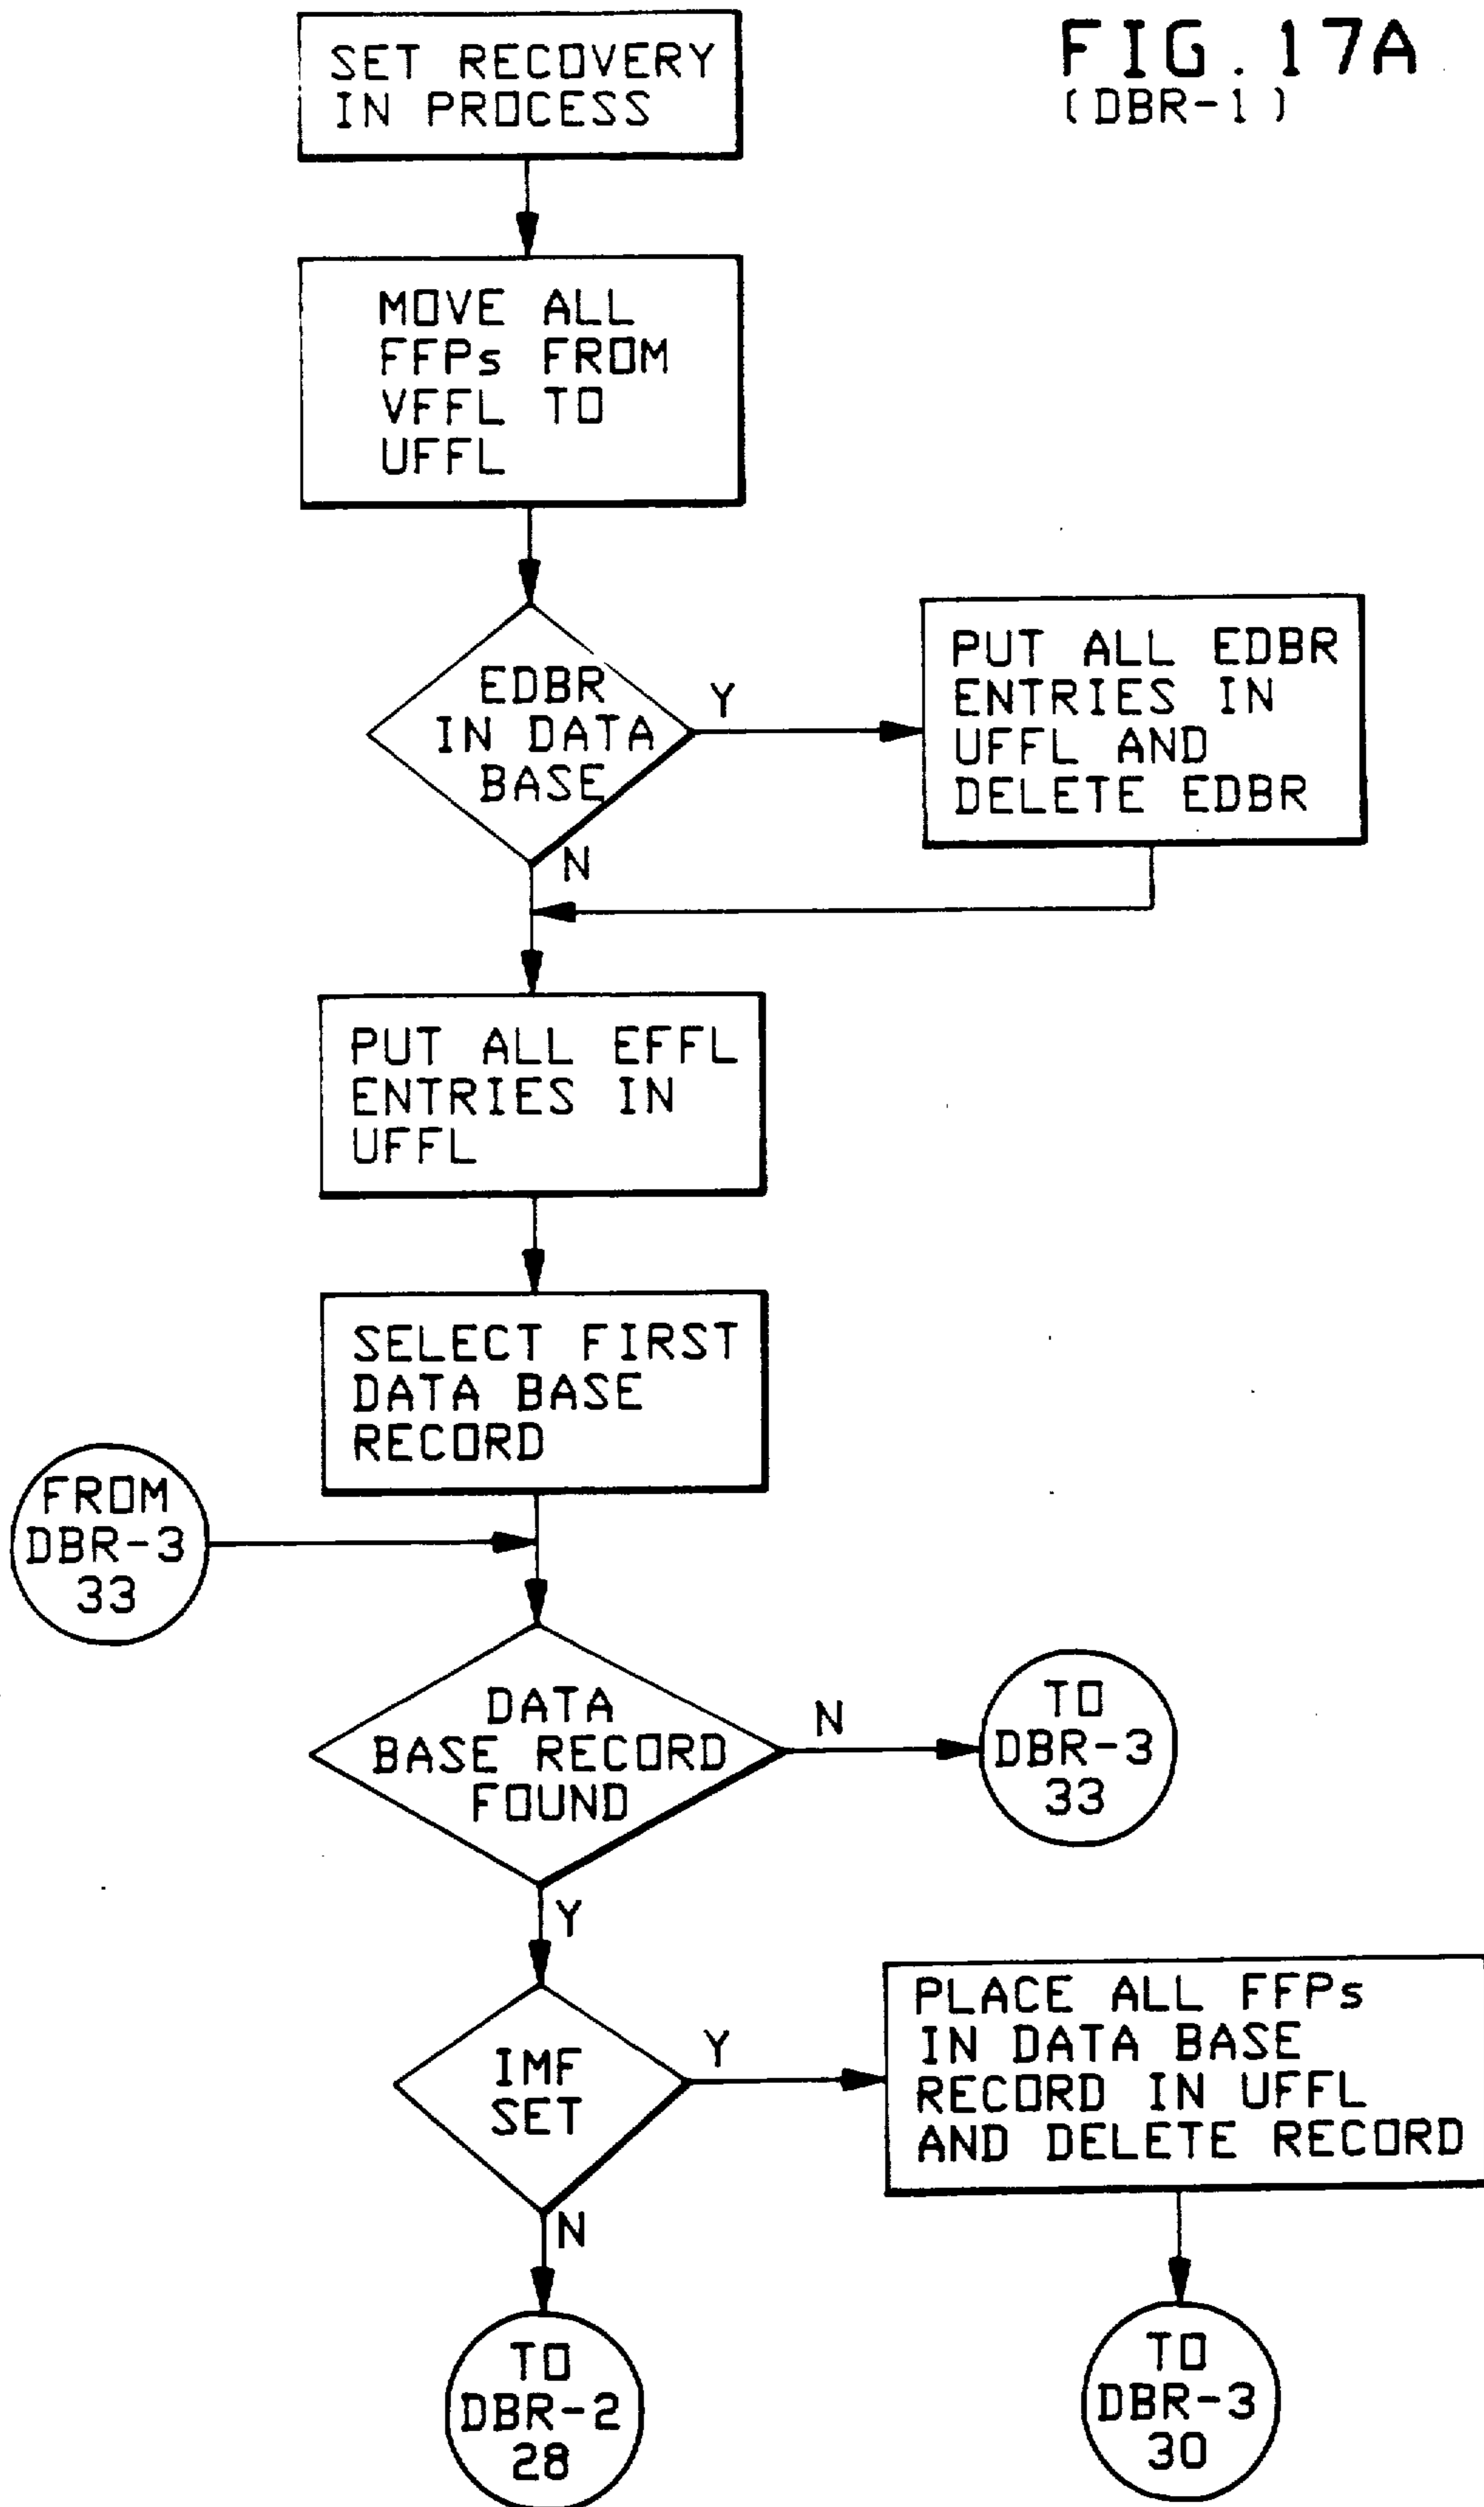 FIG. 17A
(DBR-1)
SET RECOVERY
IN PROCESS
MOVE ALL
FFPs FROM
VFFL TO
UFFL
EDBR
IN DATA
BASE
Y
N
PUT ALL EDBR
ENTRIES IN
UFFL AND
DELETE EDBR
PUT ALL EFFL
ENTRIES IN
UFFL
SELECT FIRST
DATA BASE
RECORD
FROM
DBR-3
33
DATA
BASE RECORD
FOUND
N
TO
DBR-3
33
Y
IMF
SET
Y
PLACE ALL FFPs
IN DATA BASE
RECORD IN UFFL
AND DELETE RECORD
N
TO
DBR-2
28
TO
DBR-3
30